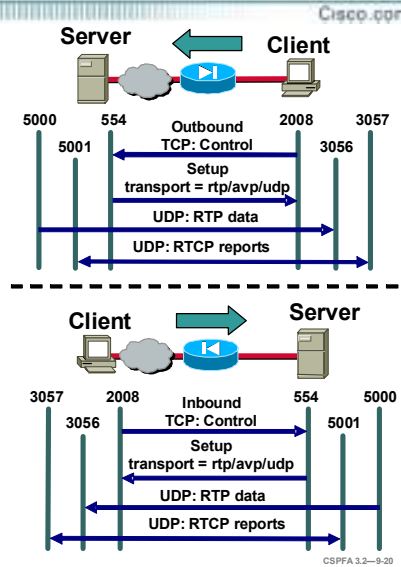 Cisco.com
Server
Client
5000 554 Outbound 2008 3057
5001 TCP: Control 3056
Setup
transport = rtp/avp/udp
UDP: RTP data
UDP: RTCP reports
Client
Server
3057 2008 Inbound 554 5000
3056 TCP: Control 5001
Setup
transport = rtp/avp/udp
UDP: RTP data
UDP: RTCP reports
CSPFA 3.2—9-20